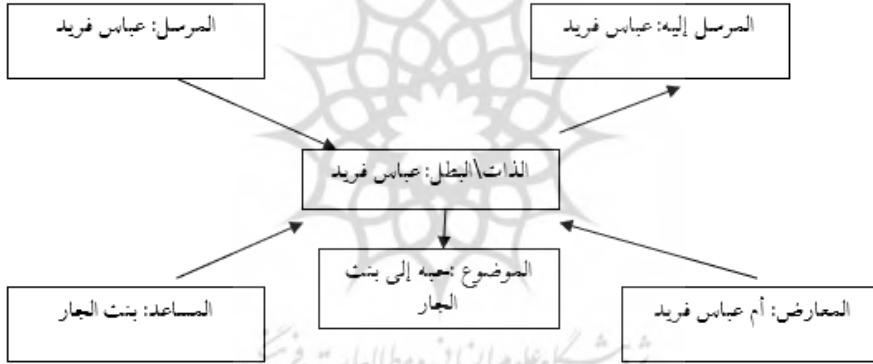 المرسل إليه: عباس فريد
المرسل: عباس فريد
الذات\البطل: عباس فريد
الموضوع :حبه إلى بنت
الجار
المعارض: أم عباس فريد
المساعد: بنت الجار